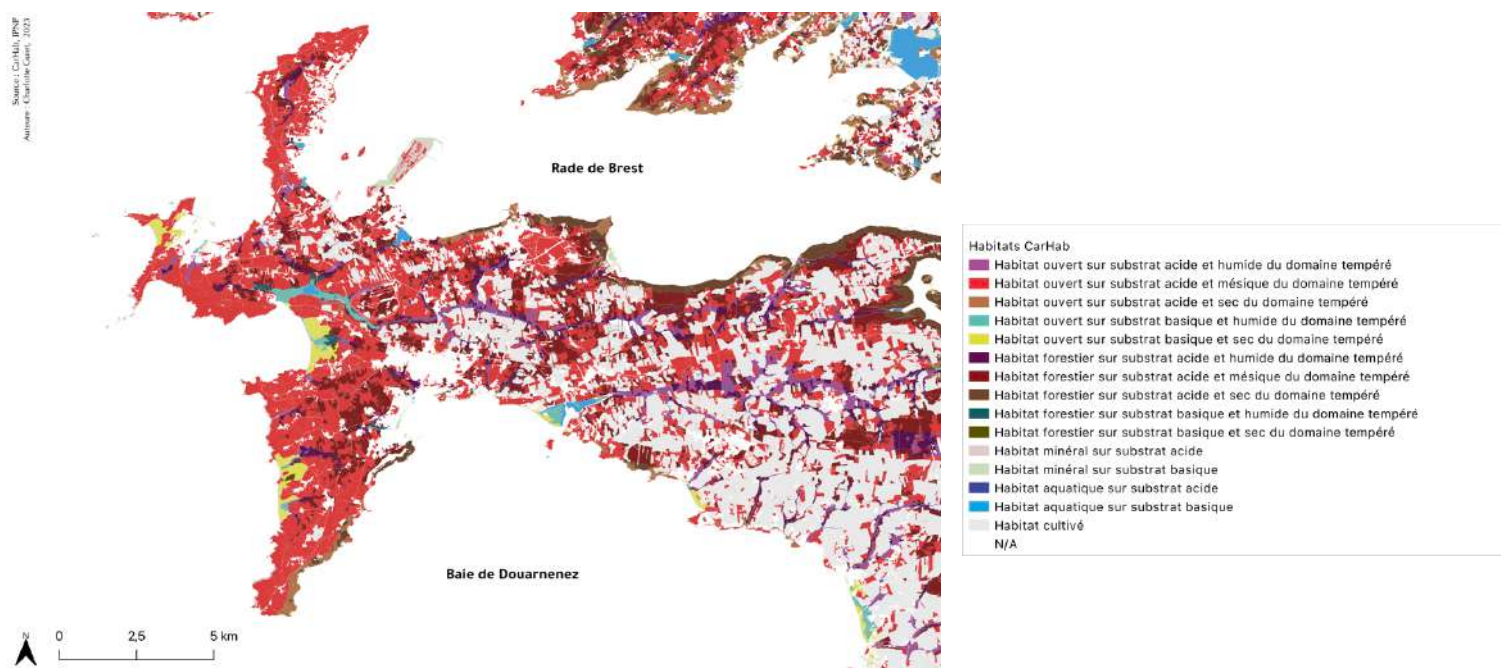 Source : CarHab, IPSP
Auteure : Charlotte Cuzet, 2023
Rade de Brest
Baie de Douarnenez
N
0 2,5 5 km
Habitats CarHab
Habitat ouvert sur substrat acide et humide du domaine tempéré
Habitat ouvert sur substrat acide et mésique du domaine tempéré
Habitat ouvert sur substrat acide et sec du domaine tempéré
Habitat ouvert sur substrat basique et humide du domaine tempéré
Habitat ouvert sur substrat basique et sec du domaine tempéré
Habitat forestier sur substrat acide et humide du domaine tempéré
Habitat forestier sur substrat acide et mésique du domaine tempéré
Habitat forestier sur substrat acide et sec du domaine tempéré
Habitat forestier sur substrat basique et humide du domaine tempéré
Habitat forestier sur substrat basique et sec du domaine tempéré
Habitat minéral sur substrat acide
Habitat minéral sur substrat basique
Habitat aquatique sur substrat acide
Habitat aquatique sur substrat basique
Habitat cultivé
N/A